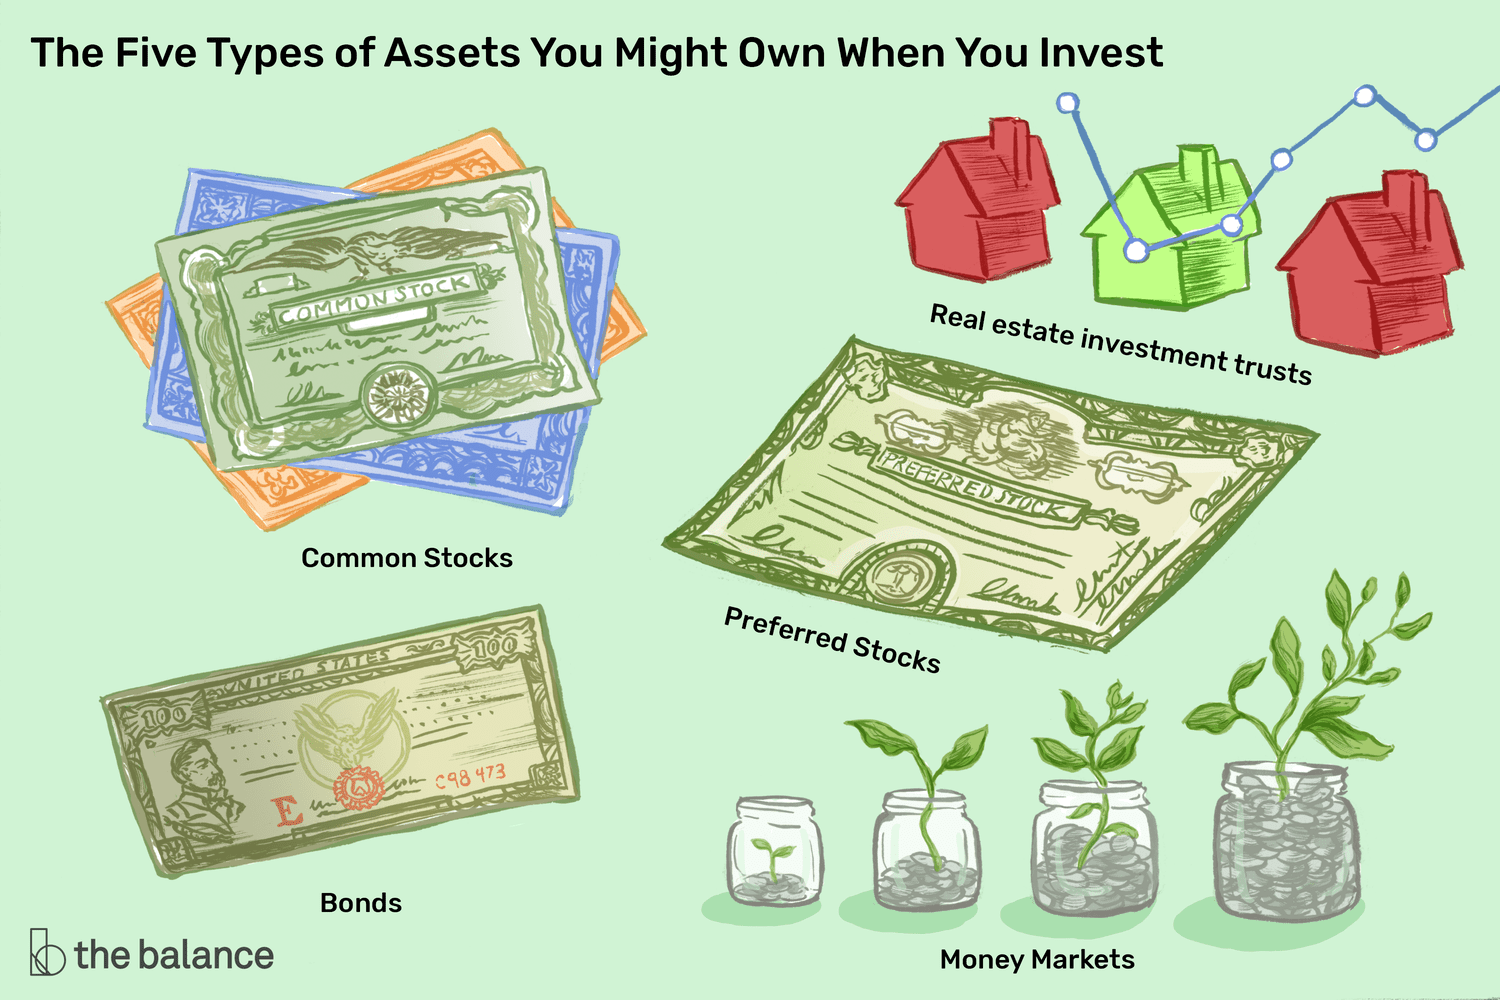 The Five Types of Assets You Might Own When You Invest
COMMON STOCK
Common Stocks
Real estate investment trusts
PREFERRED STOCK
Preferred Stocks
UNITED STATES
100
100
E
C98 473
Bonds
Money Markets
the balance